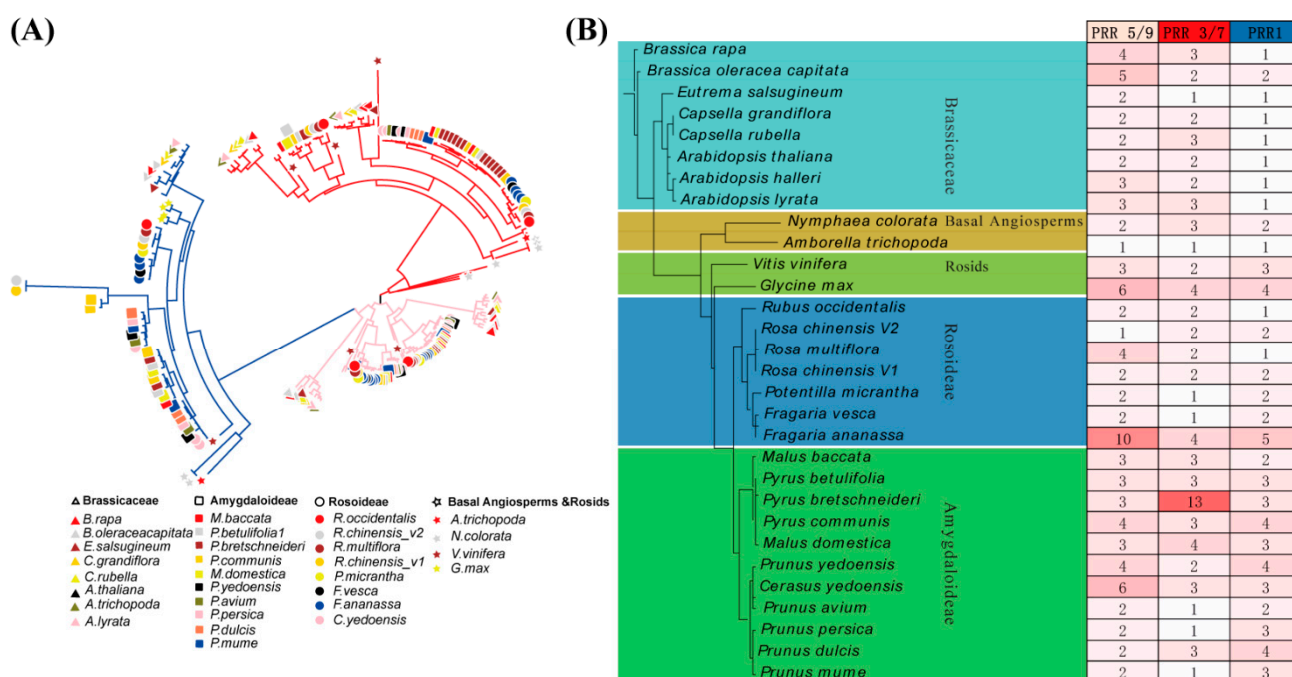 (A)
(B)
PRR 5/9 PRR 3/7 PRR1
Brassica rapa 4 3 1
Brassica oleracea capitata 5 2 2
Eutrema salsugineum 2 1 1
Capsella grandiflora 2 2 1
Capsella rubella 2 3 1
Arabidopsis thaliana 2 2 1
Arabidopsis halleri 3 2 1
Arabidopsis lyrata 3 3 1
Brassicaceae
Nymphaea colorata 2 3 2
Amborella trichopoda 1 1 1
Basal Angiosperms
Vitis vinifera 3 2 3
Glycine max 6 4 4
Rosids
Rubus occidentalis 2 2 1
Rosa chinensis V2 1 2 2
Rosa multiflora 4 2 1
Rosa chinensis V1 2 2 2
Potentilla micrantha 2 1 2
Fragaria vesca 2 1 2
Fragaria ananassa 10 4 5
Rosoideae
Malus baccata 3 3 2
Pyrus betulifolia 3 3 3
Pyrus bretschneideri 3 13 3
Pyrus communis 4 3 4
Malus domestica 3 4 3
Prunus yedoensis 4 2 4
Cerasus yedoensis 6 3 3
Prunus avium 2 1 2
Prunus persica 2 1 3
Prunus dulcis 2 3 4
Prunus mume 2 1 3
Amygdaloideae
Brassicaceae
B.rapa
B.oleraceacapitata
E.salsugineum
C.grandiflora
C.rubella
A.thaliana
A.trichopoda
A.lyrata
Amygdaloideae
M.baccata
P.betulifolia1
P.bretschneideri
P.communis
M.domestica
P.yedoensis
P.avium
P.persica
P.dulcis
P.mume
Rosoideae
R.occidentalis
R.chinensis_v2
R.multiflora
R.chinensis_v1
P.micrantha
F.vesca
F.ananassa
C.yedoensis
Basal Angiosperms &Rosids
A.trichopoda
N.colorata
V.vinifera
G.max